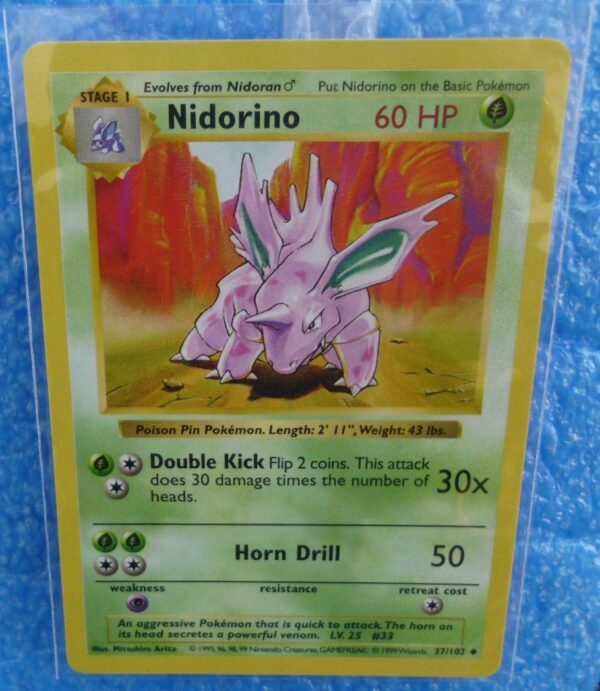 Evolves from Nidoran♂ Put Nidorino on the Basic Pokémon
STAGE 1
Nidorino 60 HP
Poison Pin Pokémon. Length: 2' 11", Weight: 43 lbs.
Double Kick Flip 2 coins. This attack
does 30 damage times the number of 30x
heads.
Horn Drill 50
weakness resistance retreat cost
An aggressive Pokémon that is quick to attack. The horn on
its head secretes a powerful venom. LV. 25 #33
Illus. Mitsuhiro Arita © 1995, 96, 98, 99 Nintendo, Creatures, GAMEFREAK. © 1999 Wizards. 37/102 ◆